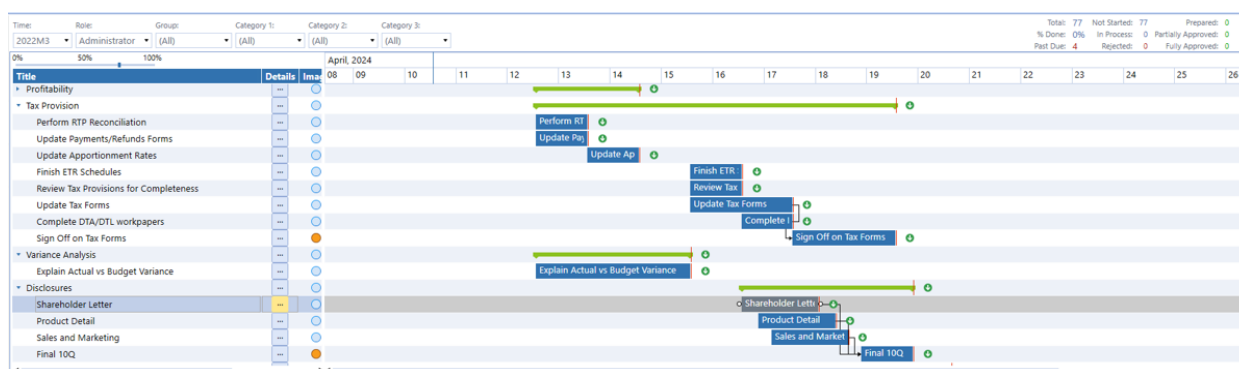 Time: Role: Group: Category 1: Category 2: Category 3:
2022M3 Administrator (All) (All) (All) (All)
Total: 77 Not Started: 77 Prepared: 0
% Done: 0% In Process: 0 Partially Approved: 0
Past Due: 4 Rejected: 0 Fully Approved: 0
0% 50% 100%
April, 2024
Title Details Imag 08 09 10 11 12 13 14 15 16 17 18 19 20 21 22 23 24 25 26
Profitability ...
Tax Provision ...
Perform RTP Reconciliation ... Perform RT
Update Payments/Refunds Forms ... Update Pay
Update Apportionment Rates ... Update Ap
Finish ETR Schedules ... Finish ETR
Review Tax Provisions for Completeness ... Review Tax
Update Tax Forms ... Update Tax Forms
Complete DTA/DTL workpapers ... Complete
Sign Off on Tax Forms ... Sign Off on Tax Forms
Variance Analysis ...
Explain Actual vs Budget Variance ... Explain Actual vs Budget Variance
Disclosures ...
Shareholder Letter ... Shareholder Lett
Product Detail ... Product Detail
Sales and Marketing ... Sales and Market
Final 10Q ... Final 10Q